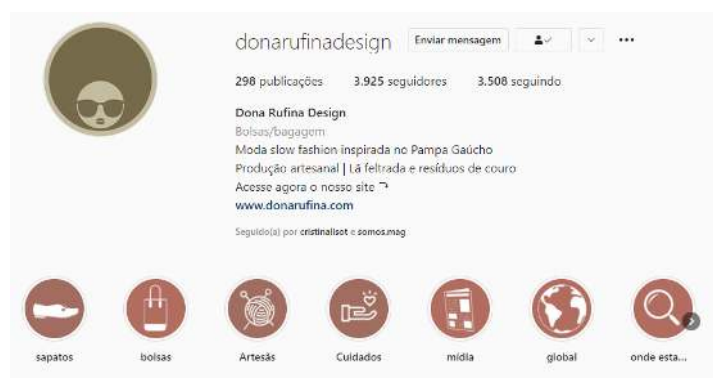 donarufinadesign Enviar mensagem
298 publicações 3.925 seguidores 3.508 seguindo
Dona Rufina Design
Bolsas/bagagem
Moda slow fashion inspirada no Pampa Gaúcho
Produção artesanal | Lã feltrada e resíduos de couro
Acesse agora o nosso site ⤵
www.donarufina.com
Seguido(a) por cristinalisot e somos.mag
sapatos bolsas Artesãs Cuidados mídia global onde esta...